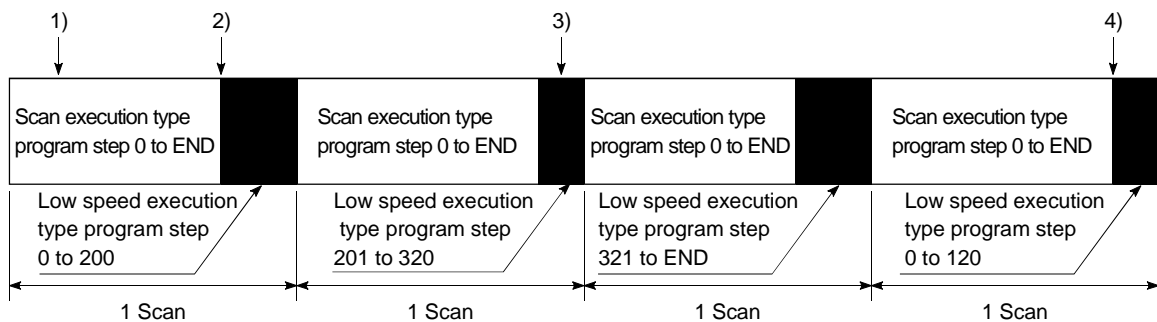 1)
2)
3)
4)
Scan execution type
program step 0 to END
Scan execution type
program step 0 to END
Scan execution type
program step 0 to END
Scan execution type
program step 0 to END
Low speed execution
type program step
0 to 200
Low speed execution
type program step
201 to 320
Low speed execution
type program step
321 to END
Low speed execution
type program step
0 to 120
1 Scan
1 Scan
1 Scan
1 Scan